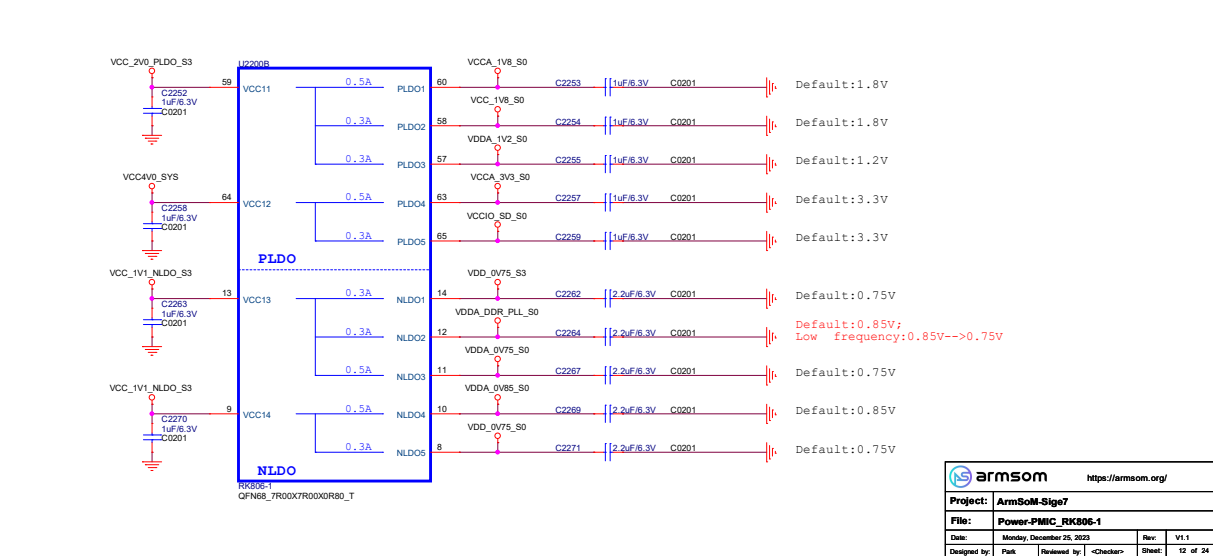 VCC_2V0_PLDO_S3
C2252
1uF/6.3V
C0201
VCC4V0_SYS
C2258
1uF/6.3V
C0201
VCC_1V1_NLDO_S3
C2263
1uF/6.3V
C0201
VCC_1V1_NLDO_S3
C2270
1uF/6.3V
C0201
U2200B
59 VCC11 0.5A PLDO1 60
0.3A PLDO2 58
0.3A PLDO3 57
64 VCC12 0.5A PLDO4 63
0.3A PLDO5 65
PLDO
13 VCC13 0.3A NLDO1 14
0.3A NLDO2 12
0.5A NLDO3 11
9 VCC14 0.5A NLDO4 10
0.3A NLDO5 8
NLDO
RK806-1
QFN68_7R00X7R00X0R80_T
VCCA_1V8_S0
C2253 1uF/6.3V C0201 Default:1.8V
VCC_1V8_S0
C2254 1uF/6.3V C0201 Default:1.8V
VDDA_1V2_S0
C2255 1uF/6.3V C0201 Default:1.2V
VCCA_3V3_S0
C2257 1uF/6.3V C0201 Default:3.3V
VCCIO_SD_S0
C2259 1uF/6.3V C0201 Default:3.3V
VDD_0V75_S3
C2262 2.2uF/6.3V C0201 Default:0.75V
VDDA_DDR_PLL_S0
C2264 2.2uF/6.3V C0201 Default:0.85V;
Low frequency:0.85V-->0.75V
VDDA_0V75_S0
C2267 2.2uF/6.3V C0201 Default:0.75V
VDDA_0V85_S0
C2269 2.2uF/6.3V C0201 Default:0.85V
VDD_0V75_S0
C2271 2.2uF/6.3V C0201 Default:0.75V
armsom https://armsom.org/
Project: ArmSoM-Sige7
File: Power-PMIC_RK806-1
Date: Monday, December 25, 2023 Rev: V1.1
Designed by: Park Reviewed by: <Checker> Sheet: 12 of 24